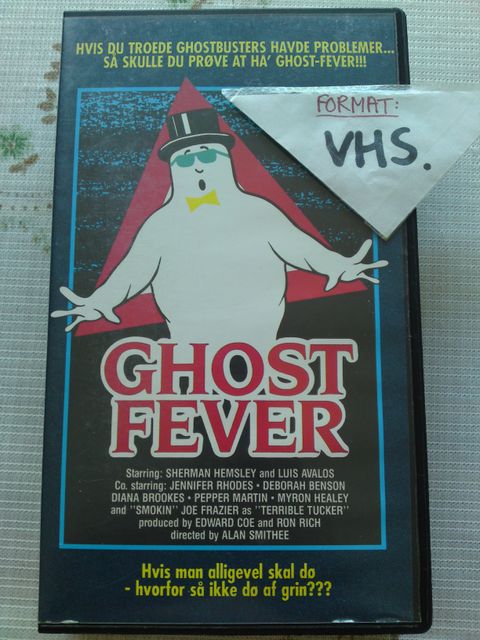 HVIS DU TROEDE GHOSTBUSTERS HAVDE PROBLEMER...
SÅ SKULLE DU PRØVE AT HA' GHOST-FEVER!!!
FORMAT:
VHS.
GHOST
FEVER
Starring: SHERMAN HEMSLEY and LUIS AVALOS
Co. starring: JENNIFER RHODES • DEBORAH BENSON
DIANA BROOKES • PEPPER MARTIN • MYRON HEALEY
and "SMOKIN" JOE FRAZIER as "TERRIBLE TUCKER"
produced by EDWARD COE and RON RICH
directed by ALAN SMITHEE
Hvis man alligevel skal dø
- hvorfor så ikke dø af grin???